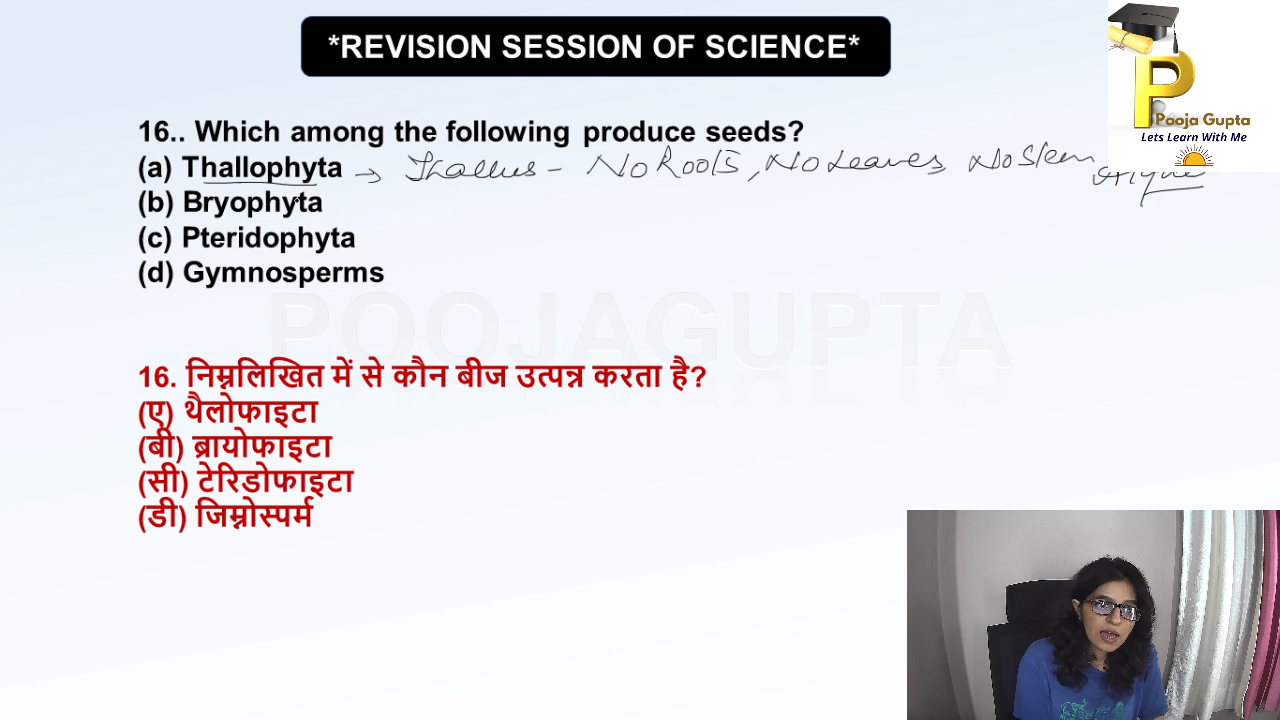 *REVISION SESSION OF SCIENCE*
P
Pooja Gupta
Lets Learn With Me
16.. Which among the following produce seeds?
(a) Thallophyta → Thallus - No Roots, No Leaves, No Stem
(b) Bryophyta
(c) Pteridophyta
(d) Gymnosperms
POOJAGUPTA
16. निम्नलिखित में से कौन बीज उत्पन्न करता है?
(ए) थैलोफाइटा
(बी) ब्रायोफाइटा
(सी) टेरिडोफाइटा
(डी) जिम्नोस्पर्म